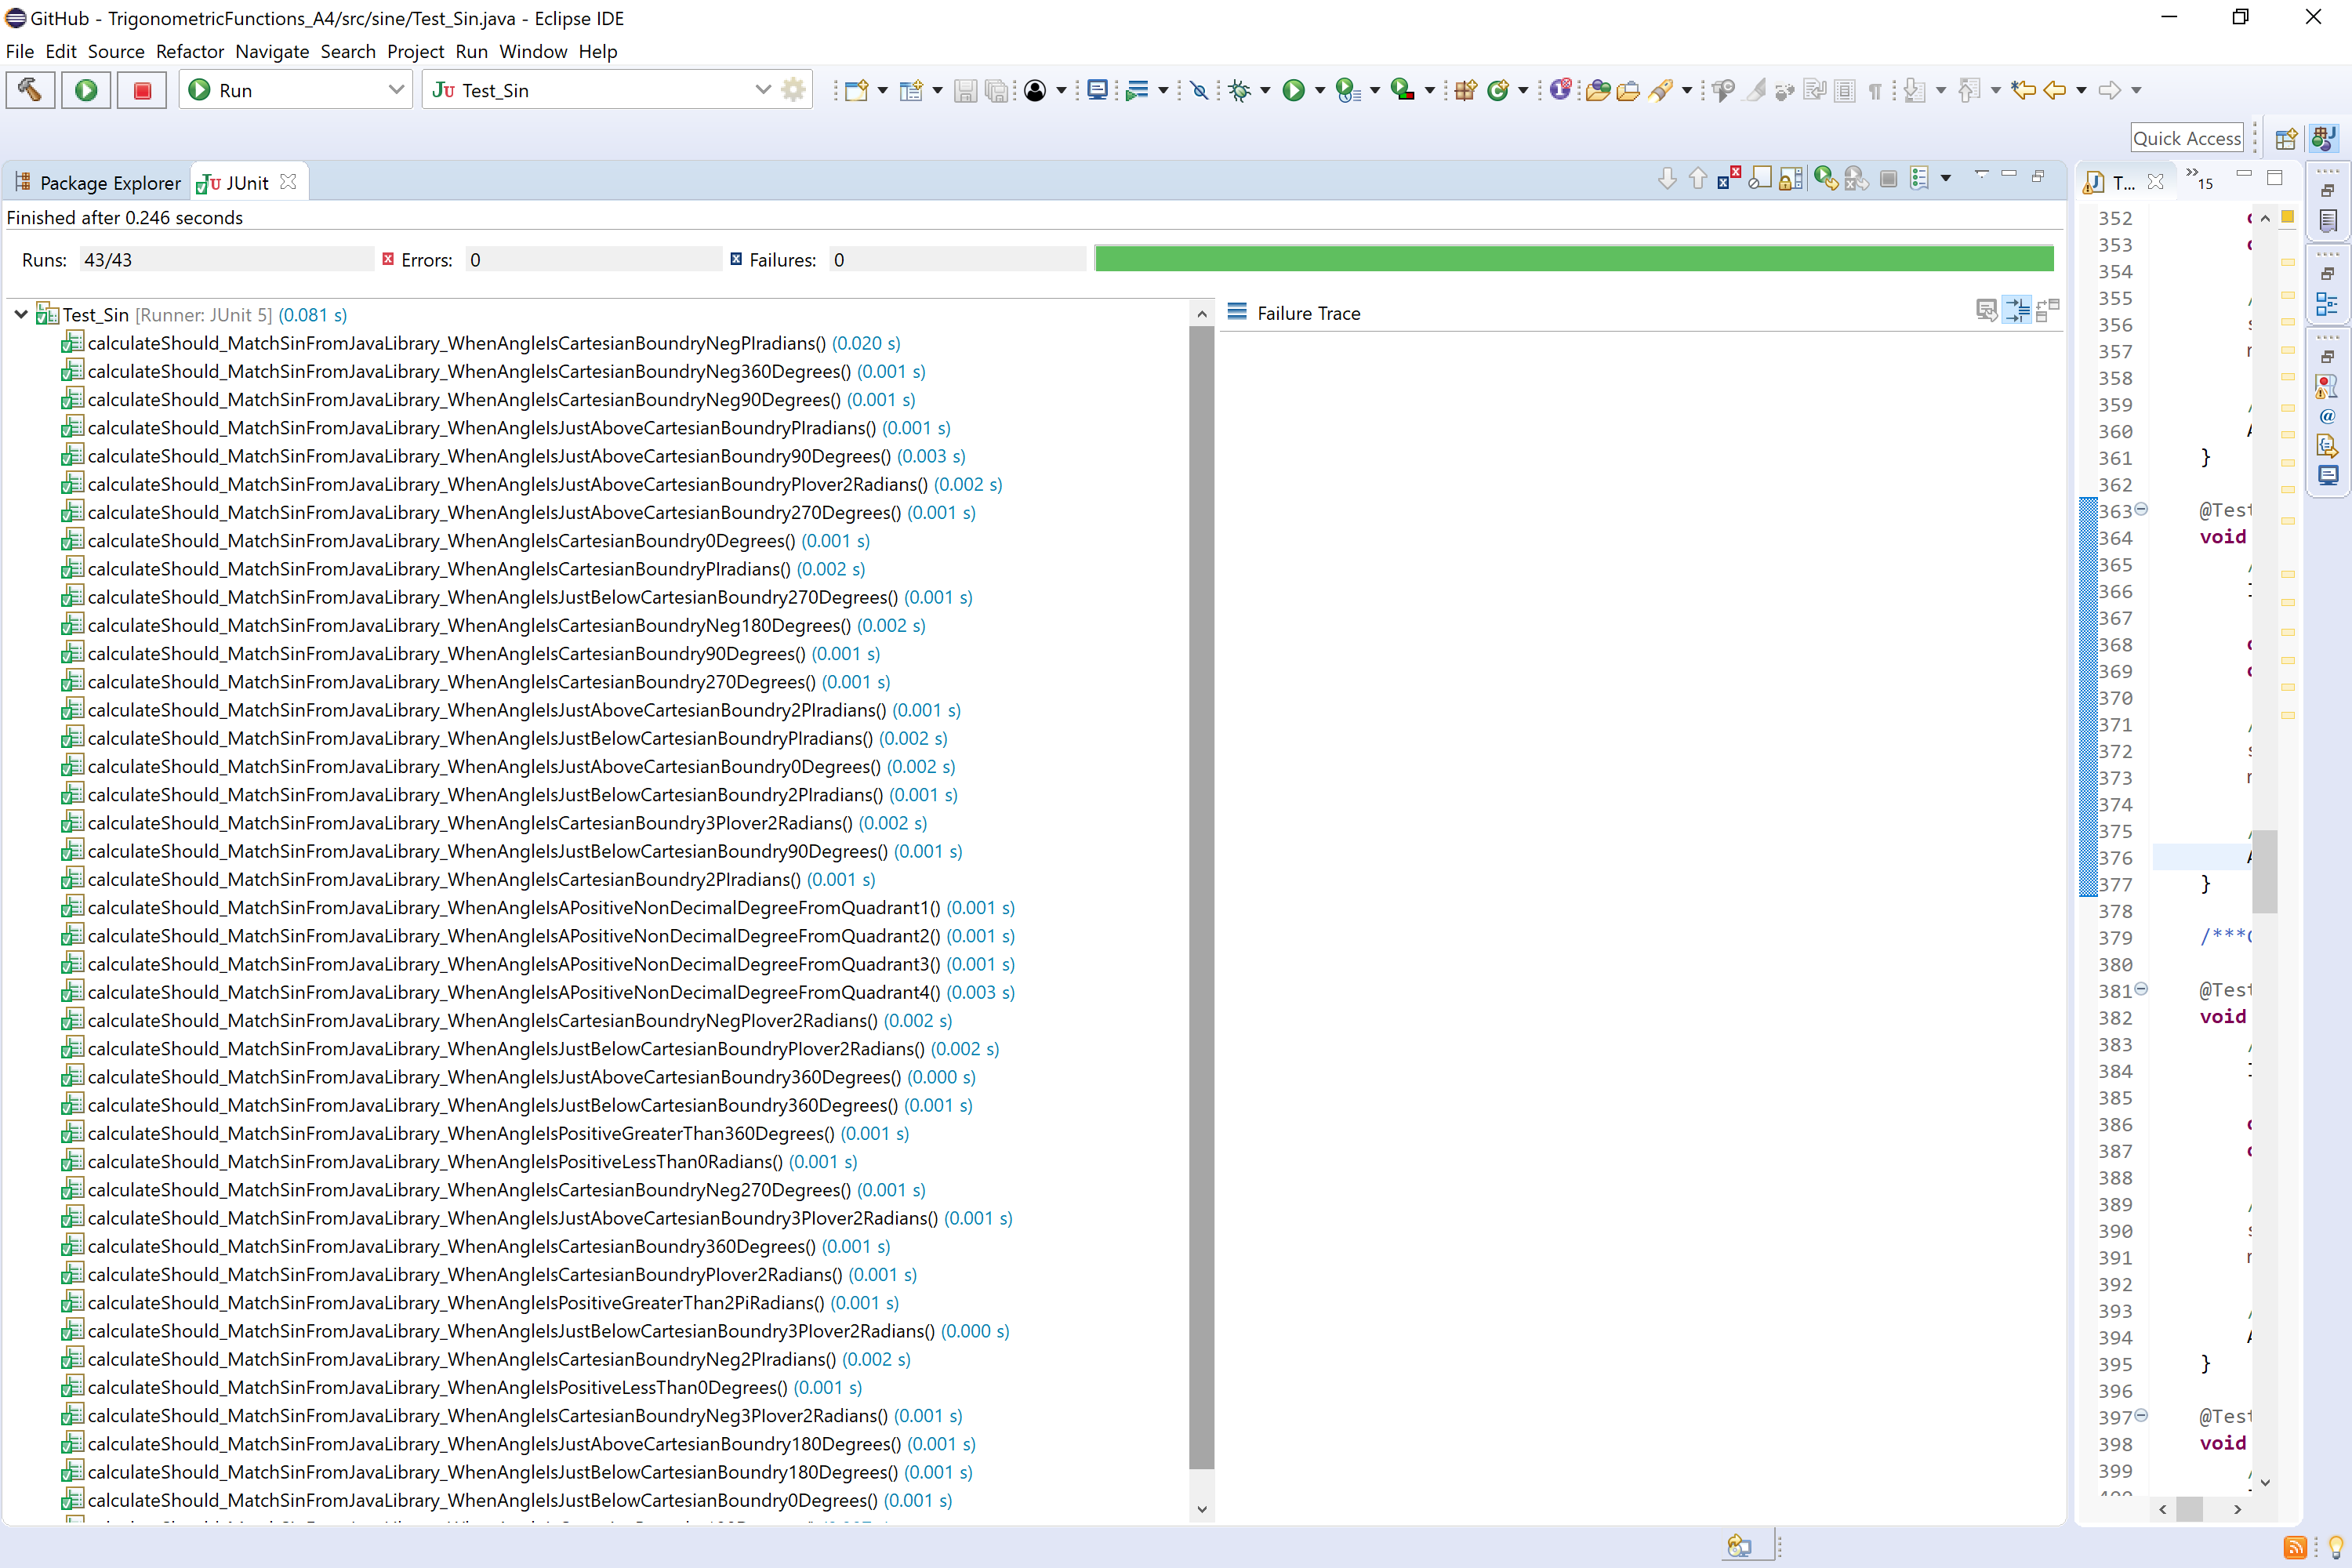 GitHub - TrigonometricFunctions_A4/src/sine/Test_Sin.java - Eclipse IDE
File Edit Source Refactor Navigate Search Project Run Window Help
Run
JU Test_Sin
Quick Access
Package Explorer
JU JUnit
T...
15
Finished after 0.246 seconds
Runs: 43/43 Errors: 0 Failures: 0
Test_Sin [Runner: JUnit 5] (0.081 s)
calculateShould_MatchSinFromJavaLibrary_WhenAngleIsCartesianBoundryNegPIradians() (0.020 s)
calculateShould_MatchSinFromJavaLibrary_WhenAngleIsCartesianBoundryNeg360Degrees() (0.001 s)
calculateShould_MatchSinFromJavaLibrary_WhenAngleIsCartesianBoundryNeg90Degrees() (0.001 s)
calculateShould_MatchSinFromJavaLibrary_WhenAngleIsJustAboveCartesianBoundryPIradians() (0.001 s)
calculateShould_MatchSinFromJavaLibrary_WhenAngleIsJustAboveCartesianBoundry90Degrees() (0.003 s)
calculateShould_MatchSinFromJavaLibrary_WhenAngleIsJustAboveCartesianBoundryPIover2Radians() (0.002 s)
calculateShould_MatchSinFromJavaLibrary_WhenAngleIsJustAboveCartesianBoundry270Degrees() (0.001 s)
calculateShould_MatchSinFromJavaLibrary_WhenAngleIsCartesianBoundry0Degrees() (0.001 s)
calculateShould_MatchSinFromJavaLibrary_WhenAngleIsCartesianBoundryPIradians() (0.002 s)
calculateShould_MatchSinFromJavaLibrary_WhenAngleIsJustBelowCartesianBoundry270Degrees() (0.001 s)
calculateShould_MatchSinFromJavaLibrary_WhenAngleIsCartesianBoundryNeg180Degrees() (0.002 s)
calculateShould_MatchSinFromJavaLibrary_WhenAngleIsCartesianBoundry90Degrees() (0.001 s)
calculateShould_MatchSinFromJavaLibrary_WhenAngleIsCartesianBoundry270Degrees() (0.001 s)
calculateShould_MatchSinFromJavaLibrary_WhenAngleIsJustAboveCartesianBoundry2PIradians() (0.001 s)
calculateShould_MatchSinFromJavaLibrary_WhenAngleIsJustBelowCartesianBoundryPIradians() (0.002 s)
calculateShould_MatchSinFromJavaLibrary_WhenAngleIsJustAboveCartesianBoundry0Degrees() (0.002 s)
calculateShould_MatchSinFromJavaLibrary_WhenAngleIsJustBelowCartesianBoundry2PIradians() (0.001 s)
calculateShould_MatchSinFromJavaLibrary_WhenAngleIsCartesianBoundry3PIover2Radians() (0.002 s)
calculateShould_MatchSinFromJavaLibrary_WhenAngleIsJustBelowCartesianBoundry90Degrees() (0.001 s)
calculateShould_MatchSinFromJavaLibrary_WhenAngleIsCartesianBoundry2PIradians() (0.001 s)
calculateShould_MatchSinFromJavaLibrary_WhenAngleIsAPositiveNonDecimalDegreeFromQuadrant1() (0.001 s)
calculateShould_MatchSinFromJavaLibrary_WhenAngleIsAPositiveNonDecimalDegreeFromQuadrant2() (0.001 s)
calculateShould_MatchSinFromJavaLibrary_WhenAngleIsAPositiveNonDecimalDegreeFromQuadrant3() (0.001 s)
calculateShould_MatchSinFromJavaLibrary_WhenAngleIsAPositiveNonDecimalDegreeFromQuadrant4() (0.003 s)
calculateShould_MatchSinFromJavaLibrary_WhenAngleIsCartesianBoundryNegPIover2Radians() (0.002 s)
calculateShould_MatchSinFromJavaLibrary_WhenAngleIsJustBelowCartesianBoundryPIover2Radians() (0.002 s)
calculateShould_MatchSinFromJavaLibrary_WhenAngleIsJustAboveCartesianBoundry360Degrees() (0.000 s)
calculateShould_MatchSinFromJavaLibrary_WhenAngleIsJustBelowCartesianBoundry360Degrees() (0.001 s)
calculateShould_MatchSinFromJavaLibrary_WhenAngleIsPositiveGreaterThan360Degrees() (0.001 s)
calculateShould_MatchSinFromJavaLibrary_WhenAngleIsPositiveLessThan0Radians() (0.001 s)
calculateShould_MatchSinFromJavaLibrary_WhenAngleIsCartesianBoundryNeg270Degrees() (0.001 s)
calculateShould_MatchSinFromJavaLibrary_WhenAngleIsJustAboveCartesianBoundry3PIover2Radians() (0.001 s)
calculateShould_MatchSinFromJavaLibrary_WhenAngleIsCartesianBoundry360Degrees() (0.001 s)
calculateShould_MatchSinFromJavaLibrary_WhenAngleIsCartesianBoundryPIover2Radians() (0.001 s)
calculateShould_MatchSinFromJavaLibrary_WhenAngleIsPositiveGreaterThan2PiRadians() (0.001 s)
calculateShould_MatchSinFromJavaLibrary_WhenAngleIsJustBelowCartesianBoundry3PIover2Radians() (0.000 s)
calculateShould_MatchSinFromJavaLibrary_WhenAngleIsCartesianBoundryNeg2PIradians() (0.002 s)
calculateShould_MatchSinFromJavaLibrary_WhenAngleIsPositiveLessThan0Degrees() (0.001 s)
calculateShould_MatchSinFromJavaLibrary_WhenAngleIsCartesianBoundryNeg3PIover2Radians() (0.001 s)
calculateShould_MatchSinFromJavaLibrary_WhenAngleIsJustAboveCartesianBoundry180Degrees() (0.001 s)
calculateShould_MatchSinFromJavaLibrary_WhenAngleIsJustBelowCartesianBoundry180Degrees() (0.001 s)
calculateShould_MatchSinFromJavaLibrary_WhenAngleIsJustBelowCartesianBoundry0Degrees() (0.001 s)
Failure Trace
352
353
354
355 /
356 s
357 r
358
359 /
360
361 }
362
363 @Test
364 void
365 /
366
367
368
369
370
371 /
372 s
373 r
374
375 /
376
377 }
378
379 /***
380
381 @Test
382 void
383 /
384
385
386
387
388
389 /
390 s
391 r
392
393 /
394
395 }
396
397 @Test
398 void
399 /